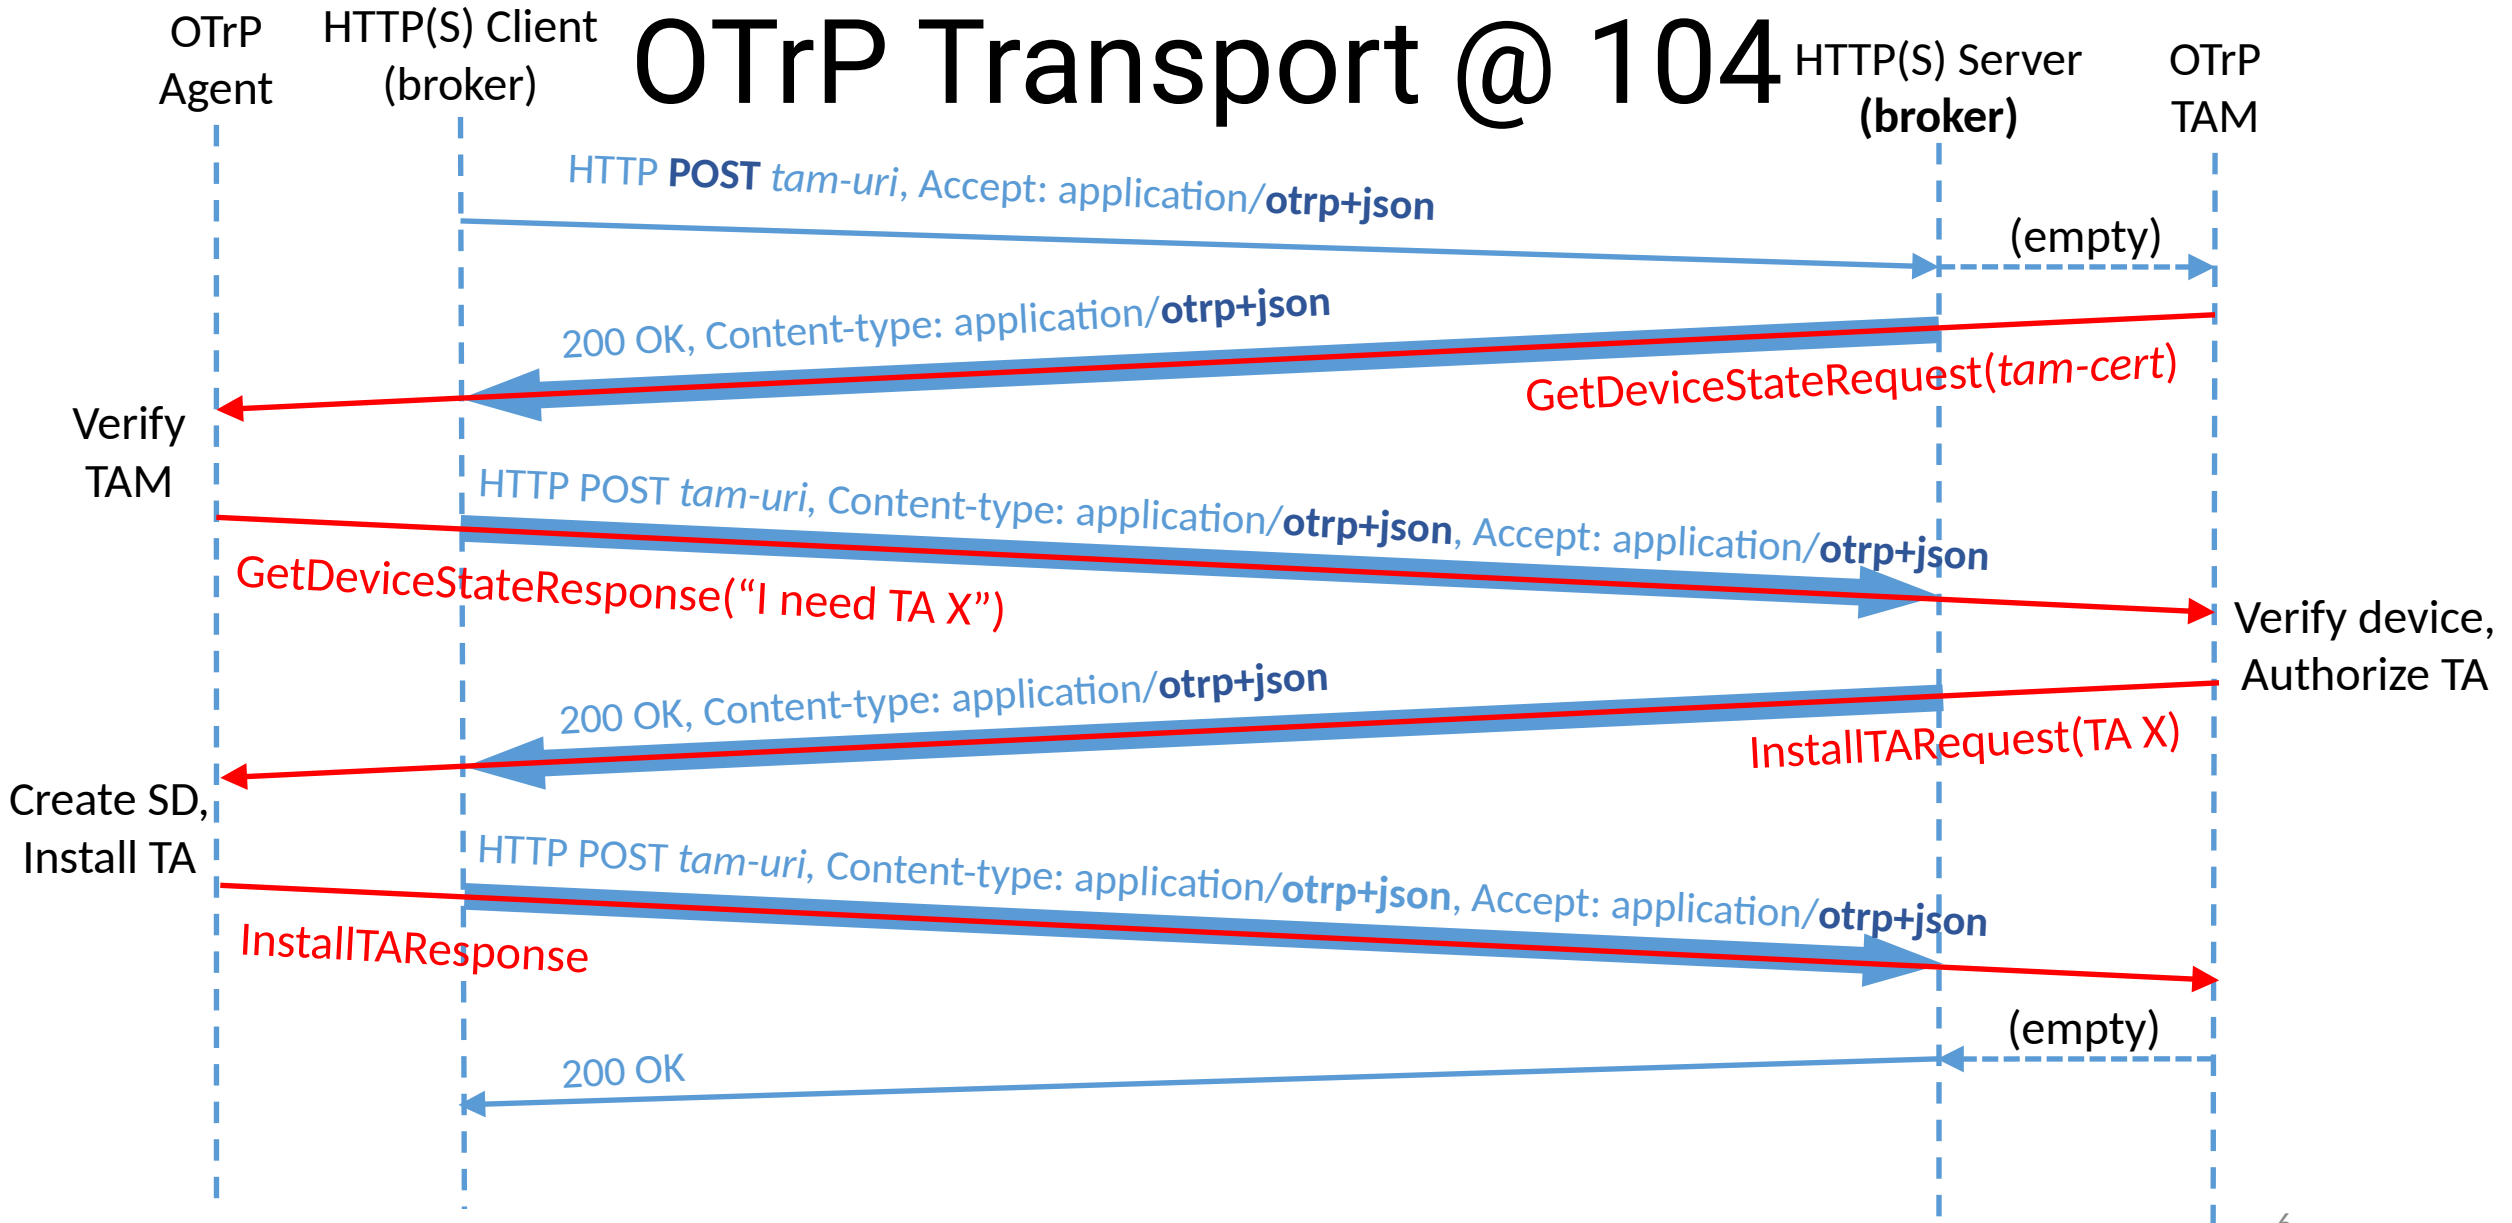 OTrP
Agent
HTTP(S) Client
(broker)
OTrP Transport @ 104
HTTP(S) Server
(broker)
OTrP
TAM
HTTP POST tam-uri, Accept: application/otrp+json
(empty)
200 OK, Content-type: application/otrp+json
GetDeviceStateRequest(tam-cert)
Verify
TAM
HTTP POST tam-uri, Content-type: application/otrp+json, Accept: application/otrp+json
GetDeviceStateResponse(“I need TA X”)
Verify device,
Authorize TA
200 OK, Content-type: application/otrp+json
InstallTARequest(TA X)
Create SD,
Install TA
HTTP POST tam-uri, Content-type: application/otrp+json, Accept: application/otrp+json
InstallTAResponse
(empty)
200 OK